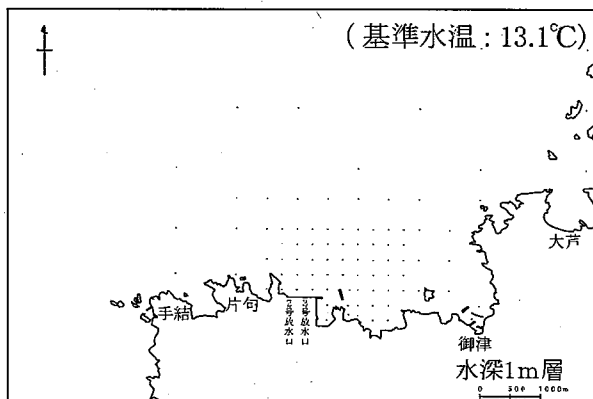 (基準水温：13.1℃)
大芦
手結
片句
1号放水口
2号放水口
御津
水深1m層
0 500 1000m